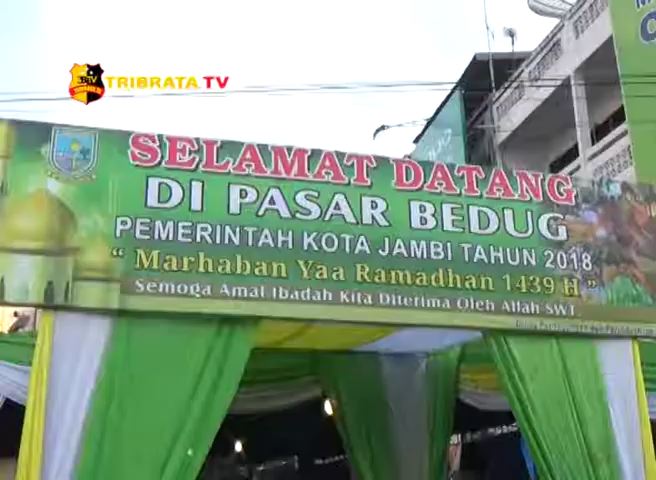 TRIBRATA TV
SELAMAT DATANG
DI PASAR BEDUG
PEMERINTAH KOTA JAMBI TAHUN 2018
"Marhaban Yaa Ramadhan 1439 H"
Semoga Amal Ibadah Kita Diterima Oleh Allah SWT.